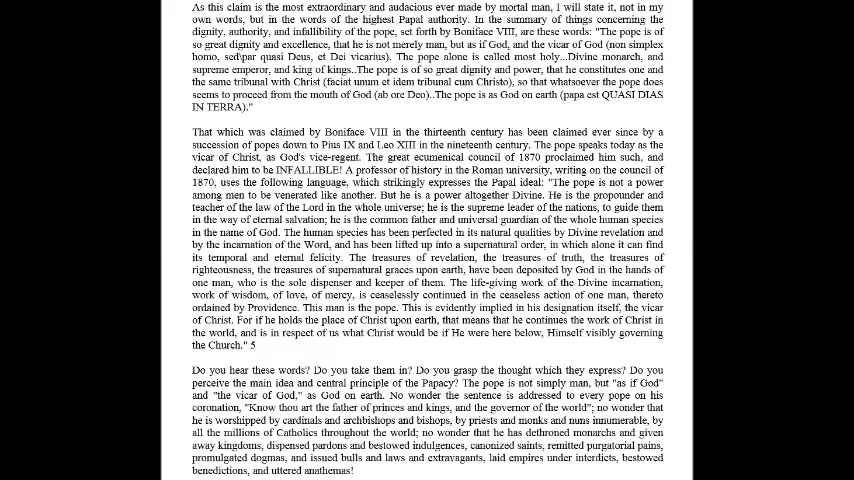 As this claim is the most extraordinary and audacious ever made by mortal man, I will state it, not in my
own words, but in the words of the highest Papal authority. In the summary of things concerning the
dignity, authority, and infallibility of the pope, set forth by Boniface VIII, are these words: "The pope is of
so great dignity and excellence, that he is not merely man, but as if God, and the vicar of God (non simplex
homo, sed\par quasi Deus, et Dei vicarius). The pope alone is called most holy...Divine monarch, and
supreme emperor, and king of kings..The pope is of so great dignity and power, that he constitutes one and
the same tribunal with Christ (faciat unum et idem tribunal cum Christo), so that whatsoever the pope does
seems to proceed from the mouth of God (ab ore Deo)..The pope is as God on earth (papa est QUASI DIAS
IN TERRA)."
That which was claimed by Boniface VIII in the thirteenth century has been claimed ever since by a
succession of popes down to Pius IX and Leo XIII in the nineteenth century. The pope speaks today as the
vicar of Christ, as God's vice-regent. The great ecumenical council of 1870 proclaimed him such, and
declared him to be INFALLIBLE! A professor of history in the Roman university, writing on the council of
1870, uses the following language, which strikingly expresses the Papal ideal: "The pope is not a power
among men to be venerated like another. But he is a power altogether Divine. He is the propounder and
teacher of the law of the Lord in the whole universe; he is the supreme leader of the nations, to guide them
in the way of eternal salvation; he is the common father and universal guardian of the whole human species
in the name of God. The human species has been perfected in its natural qualities by Divine revelation and
by the incarnation of the Word, and has been lifted up into a supernatural order, in which alone it can find
its temporal and eternal felicity. The treasures of revelation, the treasures of truth, the treasures of
righteousness, the treasures of supernatural graces upon earth, have been deposited by God in the hands of
one man, who is the sole dispenser and keeper of them. The life-giving work of the Divine incarnation,
work of wisdom, of love, of mercy, is ceaselessly continued in the ceaseless action of one man, thereto
ordained by Providence. This man is the pope. This is evidently implied in his designation itself, the vicar
of Christ. For if he holds the place of Christ upon earth, that means that he continues the work of Christ in
the world, and is in respect of us what Christ would be if He were here below, Himself visibly governing
the Church." 5
Do you hear these words? Do you take them in? Do you grasp the thought which they express? Do you
perceive the main idea and central principle of the Papacy? The pope is not simply man, but "as if God"
and "the vicar of God," as God on earth. No wonder the sentence is addressed to every pope on his
coronation, "Know thou art the father of princes and kings, and the governor of the world"; no wonder that
he is worshipped by cardinals and archbishops and bishops, by priests and monks and nuns innumerable, by
all the millions of Catholics throughout the world; no wonder that he has dethroned monarchs and given
away kingdoms, dispensed pardons and bestowed indulgences, canonized saints, remitted purgatorial pains,
promulgated dogmas, and issued bulls and laws and extravagants, laid empires under interdicts, bestowed
benedictions, and uttered anathemas!